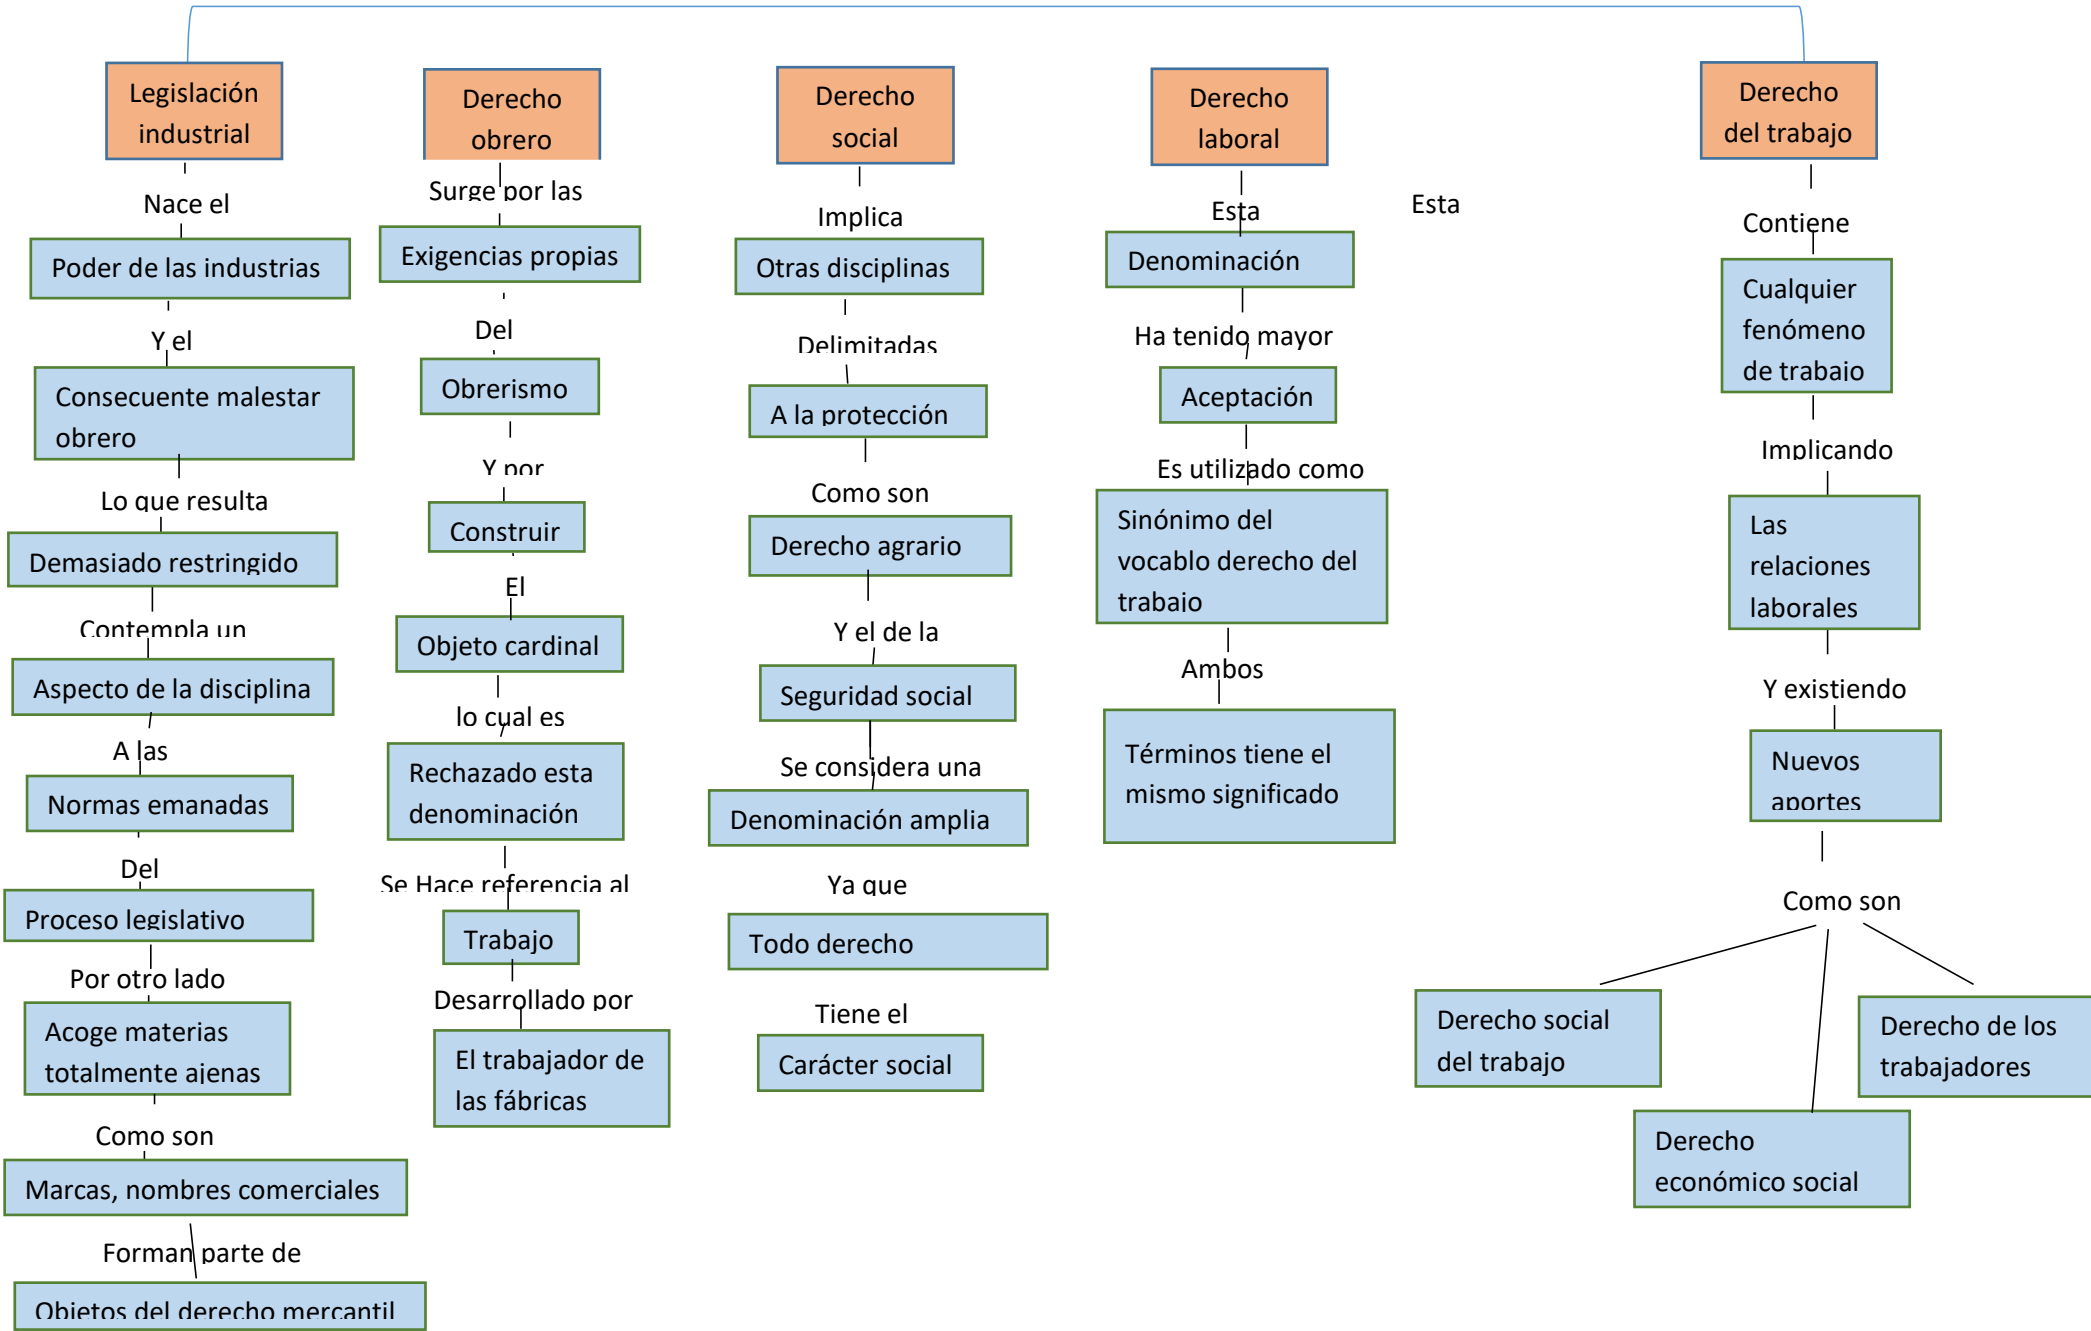 Legislación
industrial
Nace el
Poder de las industrias
Y el
Consecuente malestar
obrero
Lo que resulta
Demasiado restringido
Contempla un
Aspecto de la disciplina
A las
Normas emanadas
Del
Proceso legislativo
Por otro lado
Acoge materias
totalmente ajenas
Como son
Marcas, nombres comerciales
Forman parte de
Objetos del derecho mercantil
Derecho
obrero
Surge por las
Exigencias propias
Del
Obrerismo
Y por
Construir
El
Objeto cardinal
lo cual es
Rechazado esta
denominación
Se Hace referencia al
Trabajo
Desarrollado por
El trabajador de
las fábricas
Derecho
social
Implica
Otras disciplinas
Delimitadas
A la protección
Como son
Derecho agrario
Y el de la
Seguridad social
Se considera una
Denominación amplia
Ya que
Todo derecho
Tiene el
Carácter social
Derecho
laboral
Esta
Denominación
Ha tenido mayor
Aceptación
Es utilizado como
Sinónimo del
vocablo derecho del
trabajo
Ambos
Términos tiene el
mismo significado
Esta
Derecho
del trabajo
Contiene
Cualquier
fenómeno
de trabajo
Implicando
Las
relaciones
laborales
Y existiendo
Nuevos
aportes
Como son
Derecho social
del trabajo
Derecho
económico social
Derecho de los
trabajadores